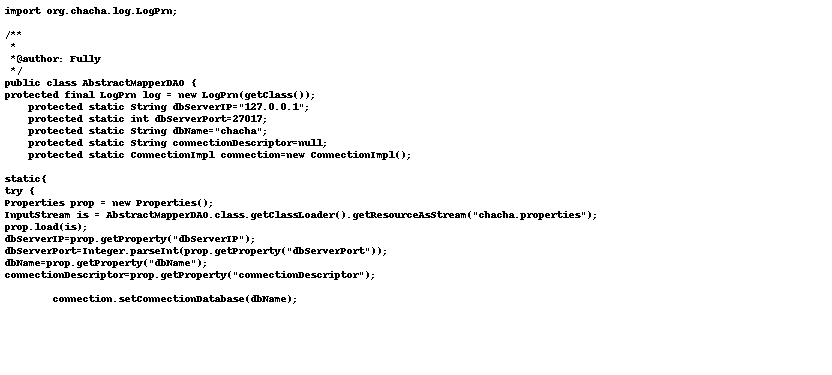 import org.chacha.log.LogPrn;
/**
*
*@author: Fully
*/
public class AbstractMapperDAO {
protected final LogPrn log = new LogPrn(getClass());
protected static String dbServerIP="127.0.0.1";
protected static int dbServerPort=27017;
protected static String dbName="chacha";
protected static String connectionDescriptor=null;
protected static ConnectionImpl connection=new ConnectionImpl();
static{
try {
Properties prop = new Properties();
InputStream is = AbstractMapperDAO.class.getClassLoader().getResourceAsStream("chacha.properties");
prop.load(is);
dbServerIP=prop.getProperty("dbServerIP");
dbServerPort=Integer.parseInt(prop.getProperty("dbServerPort"));
dbName=prop.getProperty("dbName");
connectionDescriptor=prop.getProperty("connectionDescriptor");
connection.setConnectionDatabase(dbName);